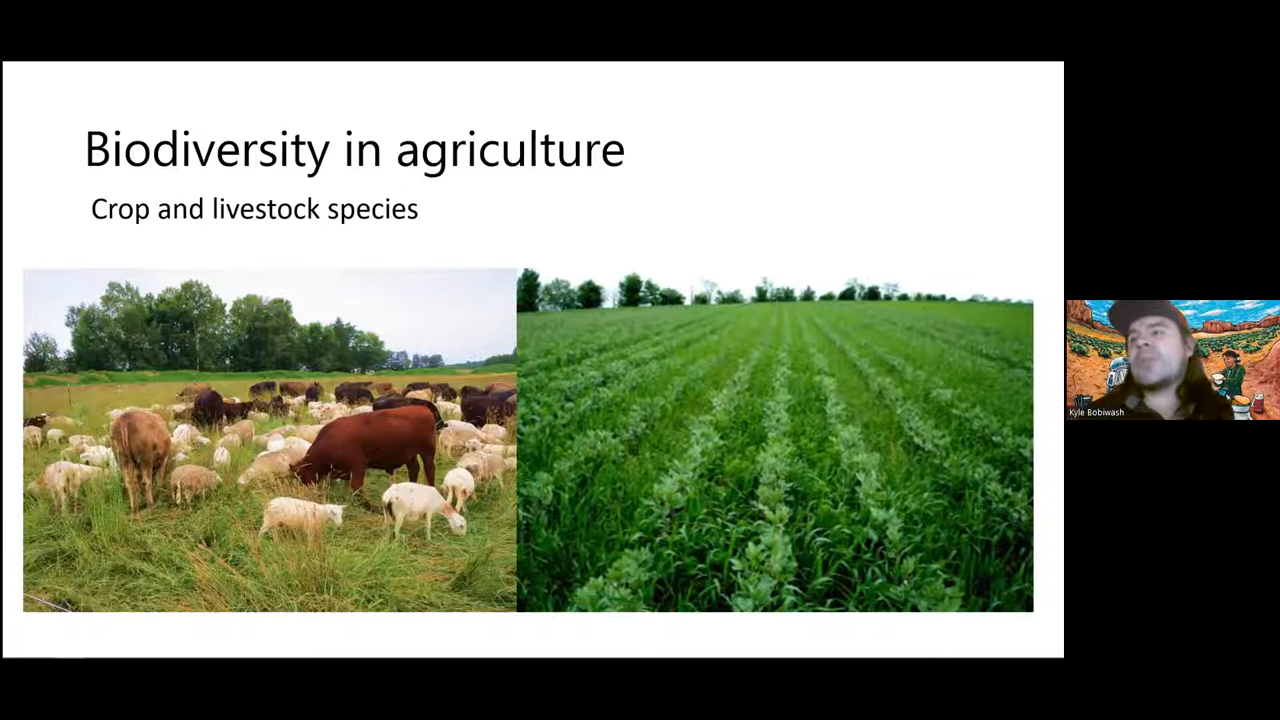 Biodiversity in agriculture
Crop and livestock species
Kyle Bobiwash